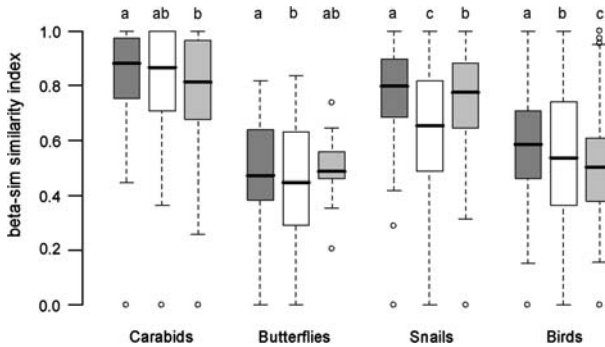 a ab b a b ab a c b a b c
1.0
0.8
0.6
0.4
0.2
0.0
beta-sim similarity index
Carabids Butterflies Snails Birds